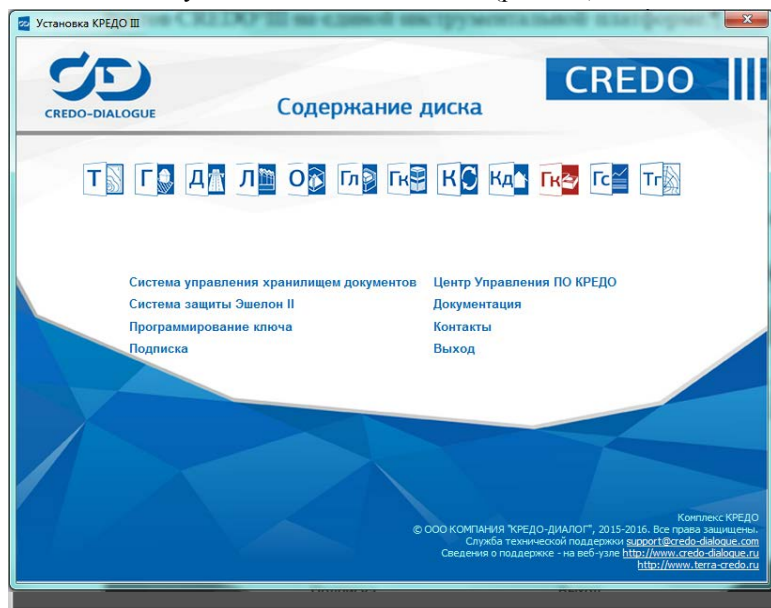 Установка КРЕДО III
CREDO-DIALOGUE
CREDO
Содержание диска
Т Г Д Л О Гл Гк К Кд Гк Гс Тг
Система управления хранилищем документов
Система защиты Эшелон II
Программирование ключа
Подписка
Центр Управления ПО КРЕДО
Документация
Контакты
Выход
Комплекс КРЕДО
© ООО КОМПАНИЯ "КРЕДО-ДИАЛОГ", 2015-2016. Все права защищены.
Служба технической поддержки support@credo-dialogue.com
Сведения о поддержке - на веб-узле http://www.credo-dialogue.ru
http://www.terra-credo.ru